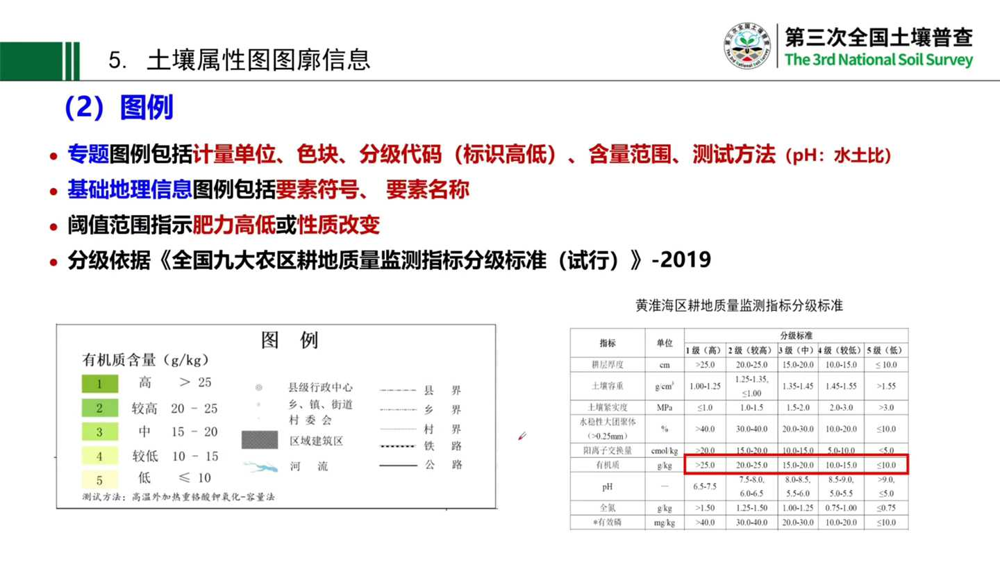 第三次全国土壤普查
The 3rd National Soil Survey
5. 土壤属性图图廓信息
（2）图例
• 专题图例包括计量单位、色块、分级代码（标识高低）、含量范围、测试方法（pH：水土比）
• 基础地理信息图例包括要素符号、 要素名称
• 阈值范围指示肥力高低或性质改变
• 分级依据《全国九大农区耕地质量监测指标分级标准（试行）》-2019
图 例
有机质含量（g/kg）
1 高 > 25
2 较高 20 - 25
3 中 15 - 20
4 较低 10 - 15
5 低 ≤ 10
测试方法：高温外加热重铬酸钾氧化-容量法
县级行政中心
乡、镇、街道
村 委 会
区域建筑区
河 流
县 界
乡 界
村 界
铁 路
公 路
黄淮海区耕地质量监测指标分级标准
指标 单位 分级标准
1 级（高） 2 级（较高） 3 级（中） 4 级（较低） 5 级（低）
耕层厚度 cm >25.0 20.0-25.0 15.0-20.0 10.0-15.0 ≤ 10.0
土壤容重 g/cm³ 1.00-1.25 1.25-1.35, ≤1.00 1.35-1.45 1.45-1.55 >1.55
土壤紧实度 MPa ≤1.0 1.0-1.5 1.5-2.0 2.0-3.0 >3.0
水稳性大团聚体（>0.25mm） % >40.0 30.0-40.0 20.0-30.0 10.0-20.0 ≤10.0
阳离子交换量 cmol/kg >20.0 15.0-20.0 10.0-15.0 5.0-10.0 ≤5.0
有机质 g/kg >25.0 20.0-25.0 15.0-20.0 10.0-15.0 ≤10.0
pH — 6.5-7.5 7.5-8.0, 6.0-6.5 8.0-8.5, 5.5-6.0 8.5-9.0, 5.0-5.5 >9.0, ≤5.0
全氮 g/kg >1.50 1.25-1.50 1.00-1.25 0.75-1.00 ≤0.75
*有效磷 mg/kg >40.0 30.0-40.0 20.0-30.0 10.0-20.0 ≤10.0